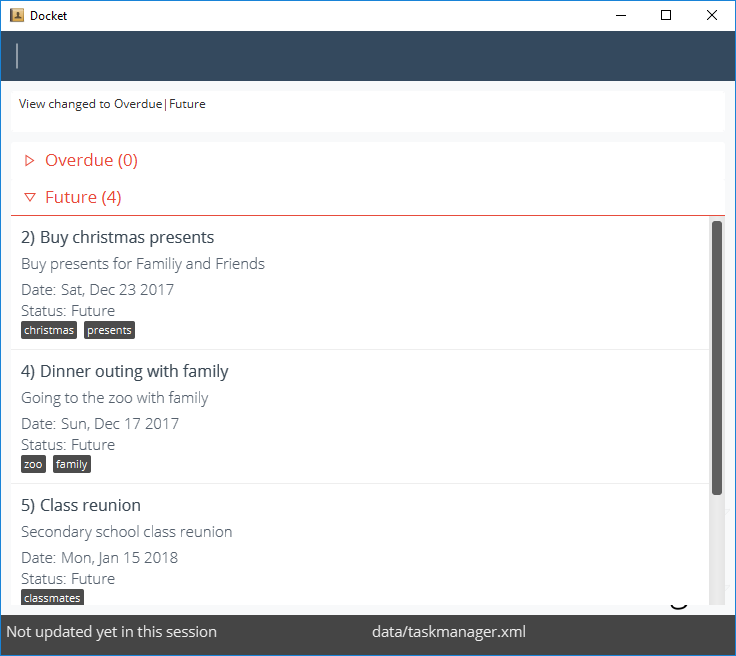 Docket
View changed to Overdue|Future
Overdue (0)
Future (4)
2) Buy christmas presents
Buy presents for Familiy and Friends
Date: Sat, Dec 23 2017
Status: Future
christmas presents
4) Dinner outing with family
Going to the zoo with family
Date: Sun, Dec 17 2017
Status: Future
zoo family
5) Class reunion
Secondary school class reunion
Date: Mon, Jan 15 2018
Status: Future
classmates
Not updated yet in this session data/taskmanager.xml